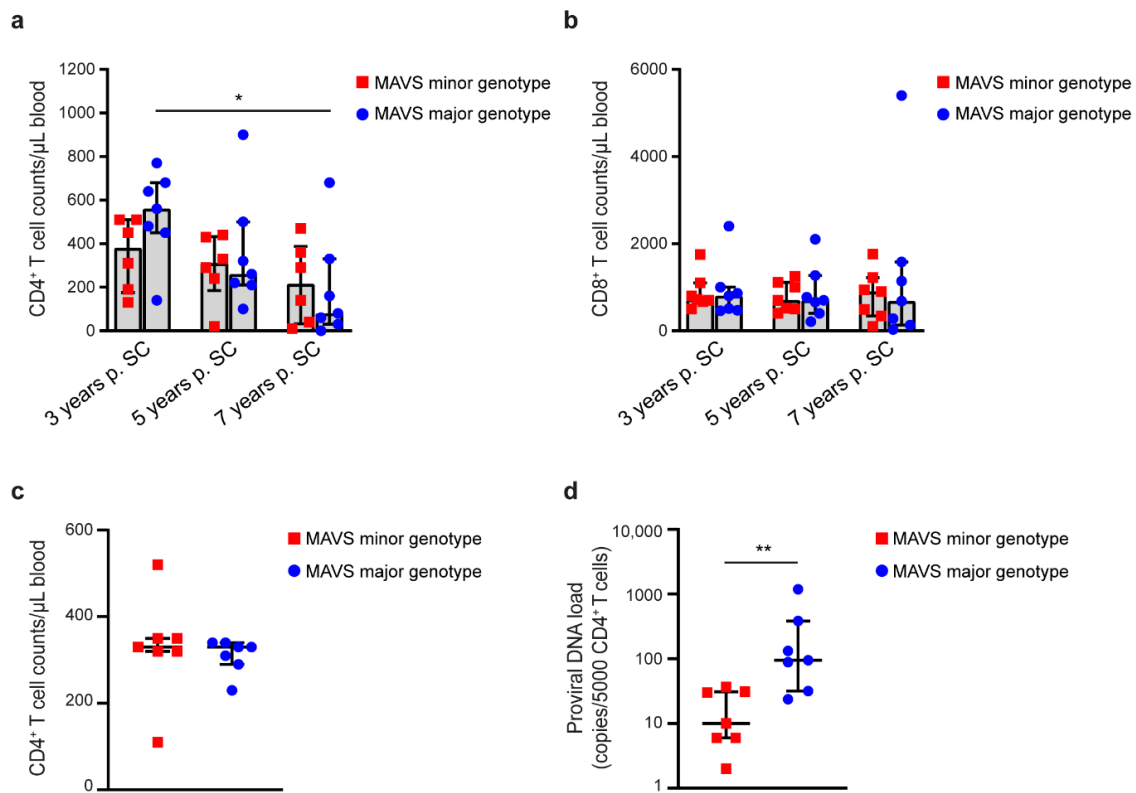 a
CD4⁺ T cell counts/µL blood
1200
1000
800
600
400
200
0
*
MAVS minor genotype
MAVS major genotype
3 years p. SC
5 years p. SC
7 years p. SC
b
CD8⁺ T cell counts/µL blood
6000
4000
2000
0
MAVS minor genotype
MAVS major genotype
3 years p. SC
5 years p. SC
7 years p. SC
c
CD4⁺ T cell counts/µL blood
600
400
200
0
MAVS minor genotype
MAVS major genotype
d
Proviral DNA load
(copies/5000 CD4⁺ T cells)
10,000
1000
100
10
1
**
MAVS minor genotype
MAVS major genotype